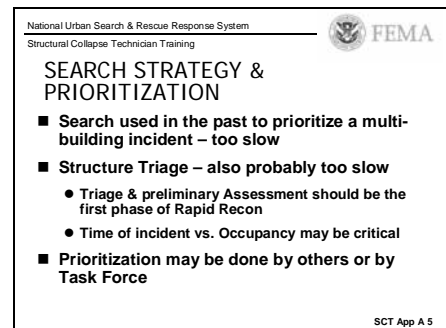 National Urban Search & Rescue Response System
Structural Collapse Technician Training
FEMA
SEARCH STRATEGY &
PRIORITIZATION
■ Search used in the past to prioritize a multi-
building incident – too slow
■ Structure Triage – also probably too slow
● Triage & preliminary Assessment should be the
first phase of Rapid Recon
● Time of incident vs. Occupancy may be critical
■ Prioritization may be done by others or by
Task Force
SCT App A 5